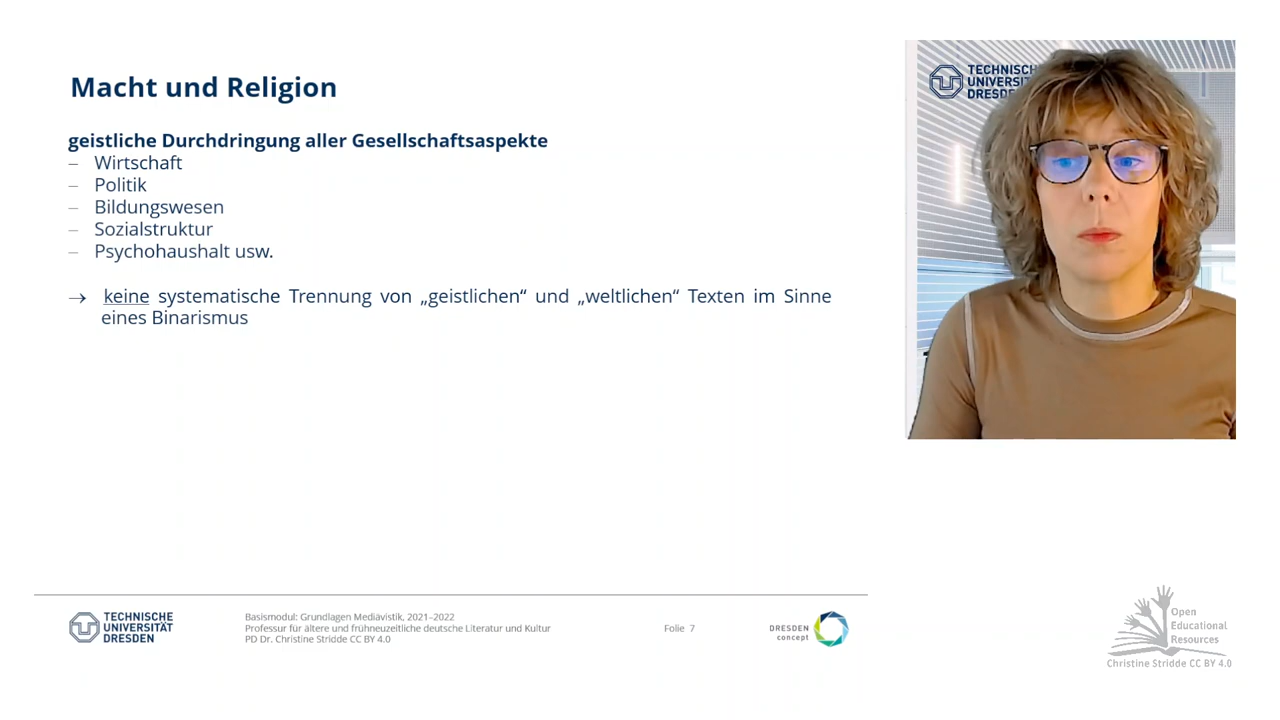 Macht und Religion
geistliche Durchdringung aller Gesellschaftsaspekte
– Wirtschaft
– Politik
– Bildungswesen
– Sozialstruktur
– Psychohaushalt usw.
→ keine systematische Trennung von „geistlichen“ und „weltlichen“ Texten im Sinne
eines Binarismus
TECHNISCHE
UNIVERSITÄT
DRESDEN
Basismodul: Grundlagen Mediävistik, 2021–2022
Professur für ältere und frühneuzeitliche deutsche Literatur und Kultur
PD Dr. Christine Stridde CC BY 4.0
Folie 7
DRESDEN
concept
TECHNISCH
UNIVERSIT
DRESDE
Open
Educational
Resources
Christine Stridde CC BY 4.0